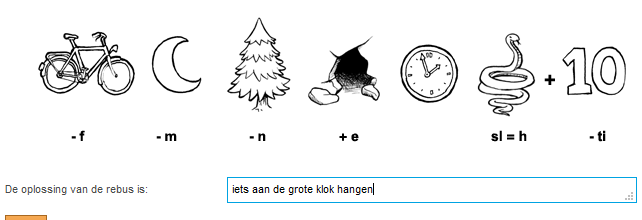 + 10
- f - m - n + e sl = h - ti
De oplossing van de rebus is: iets aan de grote klok hangen